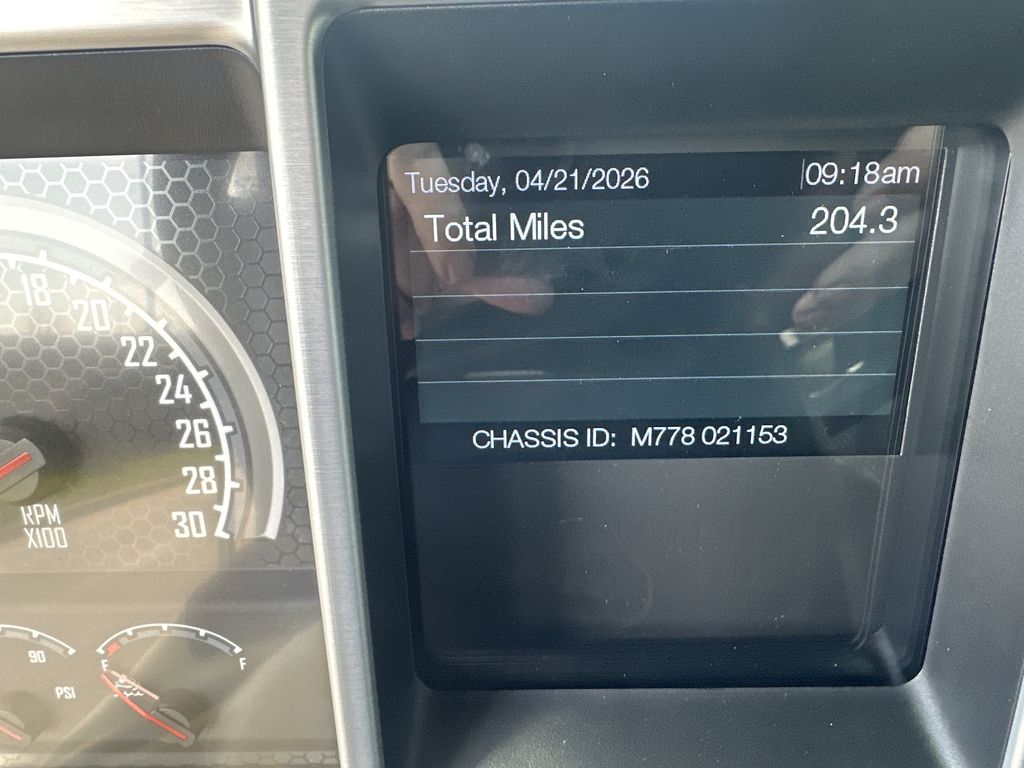 Tuesday, 04/21/2026 09:18am
Total Miles 204.3
CHASSIS ID: M778 021153
18
20
22
24
26
28
30
RPM
X100
90
PSI
F